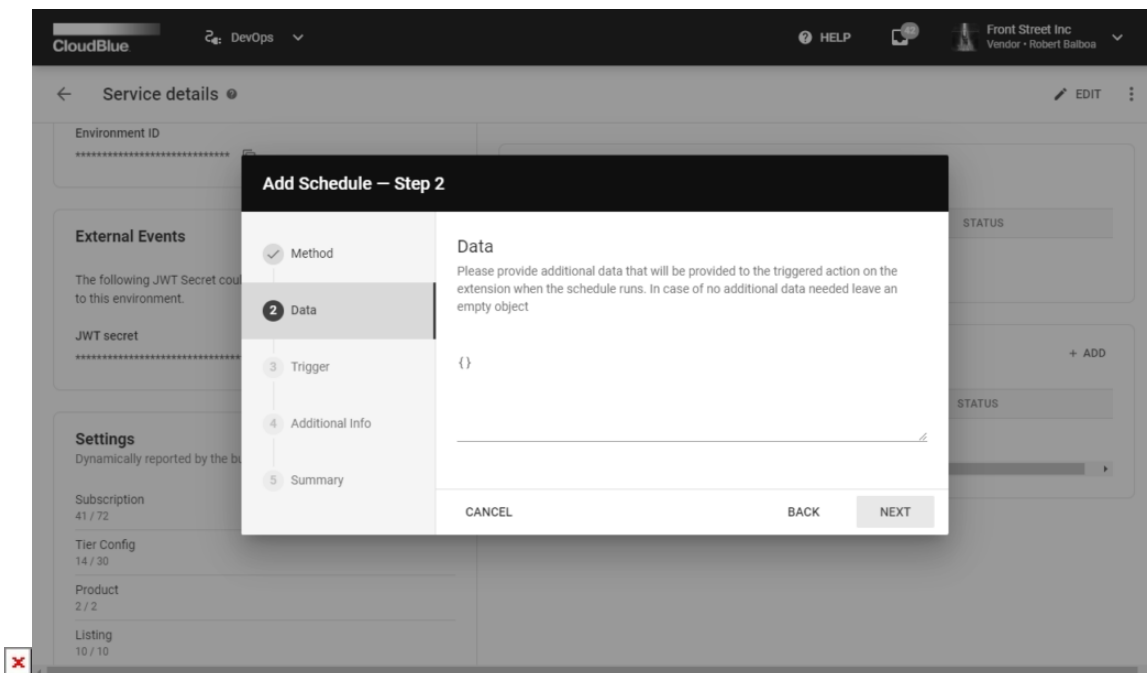 CloudBlue
DevOps
HELP
42
Front Street Inc
Vendor • Robert Balboa
Service details
EDIT
Environment ID
*****************************
Add Schedule — Step 2
STATUS
External Events
The following JWT Secret coul
to this environment.
JWT secret
*******************************
Method
2 Data
3 Trigger
4 Additional Info
5 Summary
Data
Please provide additional data that will be provided to the triggered action on the
extension when the schedule runs. In case of no additional data needed leave an
empty object
{}
+ ADD
STATUS
Settings
Dynamically reported by the bu
Subscription
41 / 72
CANCEL
BACK
NEXT
Tier Config
14 / 30
Product
2 / 2
Listing
10 / 10